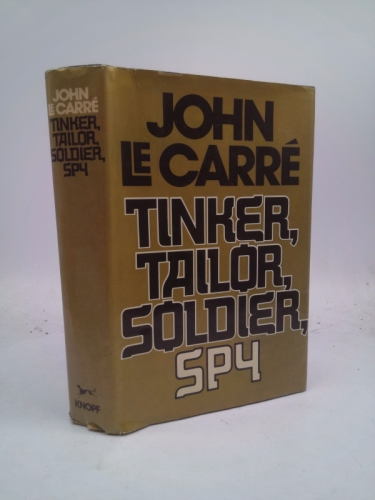 JOHN
LE CARRÉ
TINKER,
TAILOR,
SOLDIER,
SPY
KNOPF
JOHN
LE CARRÉ
TINKER,
TAILOR,
SOLDIER,
SPY